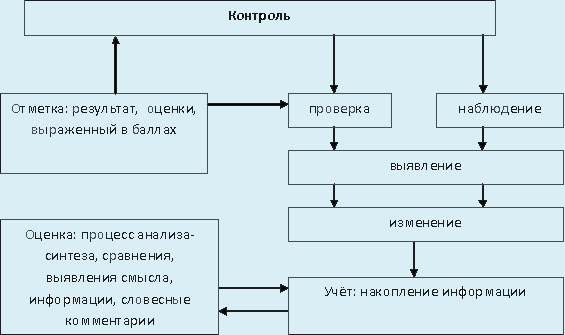 Контроль
Отметка: результат, оценки,
выраженный в баллах
проверка
наблюдение
выявление
изменение
Оценка: процесс анализа-
синтеза, сравнения,
выявления смысла,
информации, словесные
комментарии
Учёт: накопление информации